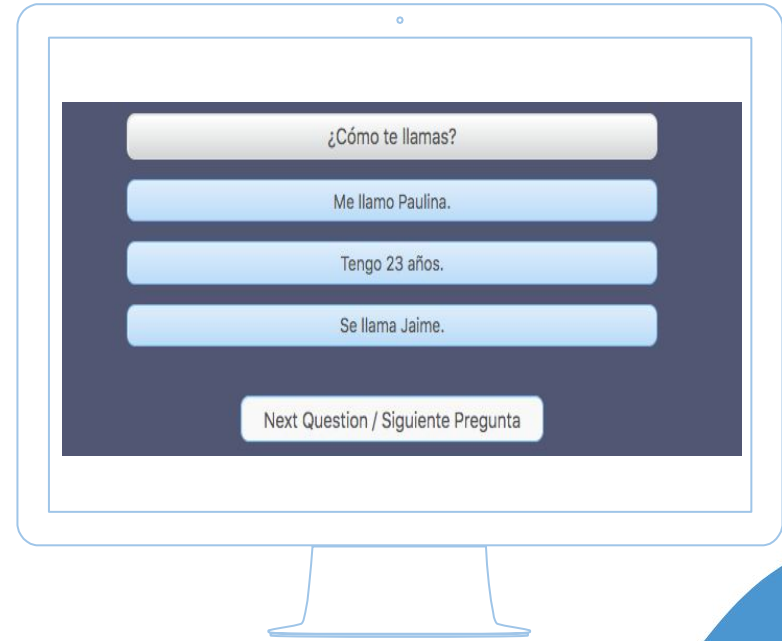 ¿Cómo te llamas?
Me llamo Paulina.
Tengo 23 años.
Se llama Jaime.
Next Question / Siguiente Pregunta